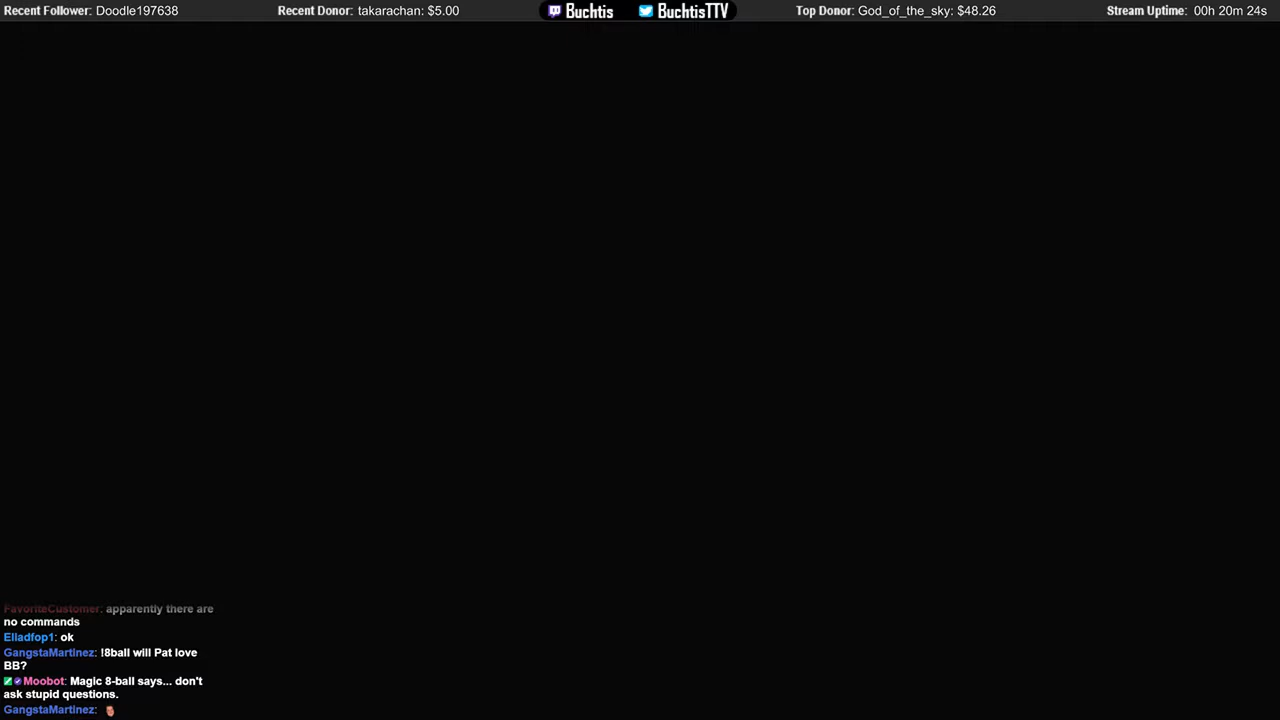 Recent Follower: Doodle197638 Recent Donor: takarachan: $5.00 Buchtis BuchtisTTV Top Donor: God_of_the_sky: $48.26 Stream Uptime: 00h 20m 24s
FavoriteCustomer: apparently there are
no commands
Eliadfop1: ok
GangstaMartinez: !8ball will Pat love
BB?
Moobot: Magic 8-ball says... don't
ask stupid questions.
GangstaMartinez: